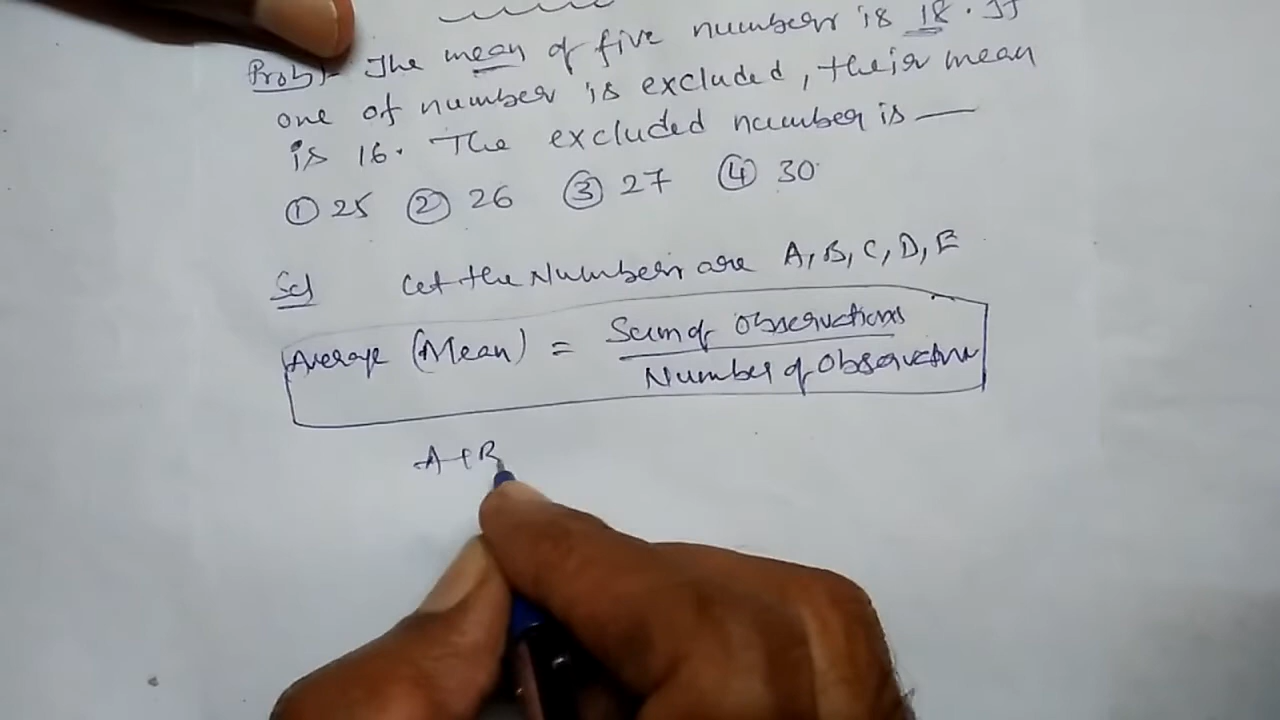 Prob:- The mean of five number is 18. If
one of number is excluded, their mean
is 16. The excluded number is —
① 25 ② 26 ③ 27 ④ 30
Sol Let the Numbers are A, B, C, D, E
Average (Mean) = Sum of Observations
Number of Observations
A + B